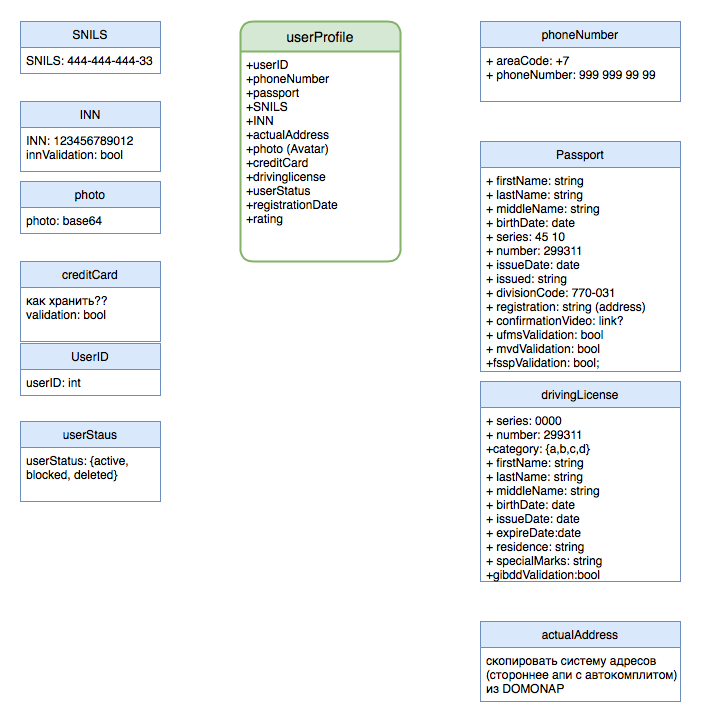 SNILS
SNILS: 444-444-444-33
INN
INN: 123456789012
innValidation: bool
photo
photo: base64
creditCard
как хранить??
validation: bool
UserID
userID: int
userStaus
userStatus: {active,
blocked, deleted}
userProfile
+userID
+phoneNumber
+passport
+SNILS
+INN
+actualAddress
+photo (Avatar)
+creditCard
+drivinglicense
+userStatus
+registrationDate
+rating
phoneNumber
+ areaCode: +7
+ phoneNumber: 999 999 99 99
Passport
+ firstName: string
+ lastName: string
+ middleName: string
+ birthDate: date
+ series: 45 10
+ number: 299311
+ issueDate: date
+ issued: string
+ divisionCode: 770-031
+ registration: string (address)
+ confirmationVideo: link?
+ ufmsValidation: bool
+ mvdValidation: bool
+fsspValidation: bool;
drivingLicense
+ series: 0000
+ number: 299311
+category: {a,b,c,d}
+ firstName: string
+ lastName: string
+ middleName: string
+ birthDate: date
+ issueDate: date
+ expireDate:date
+ residence: string
+ specialMarks: string
+gibddValidation:bool
actualAddress
скопировать систему адресов
(стороннее апи с автокомплитом)
из DOMONAP